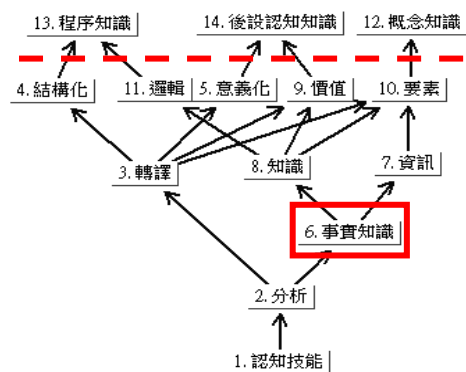 13.程序知識
14.後設認知知識
12.概念知識
4.結構化
11.邏輯
5.意義化
9.價值
10.要素
3.轉譯
8.知識
7.資訊
6.事實知識
2.分析
1.認知技能